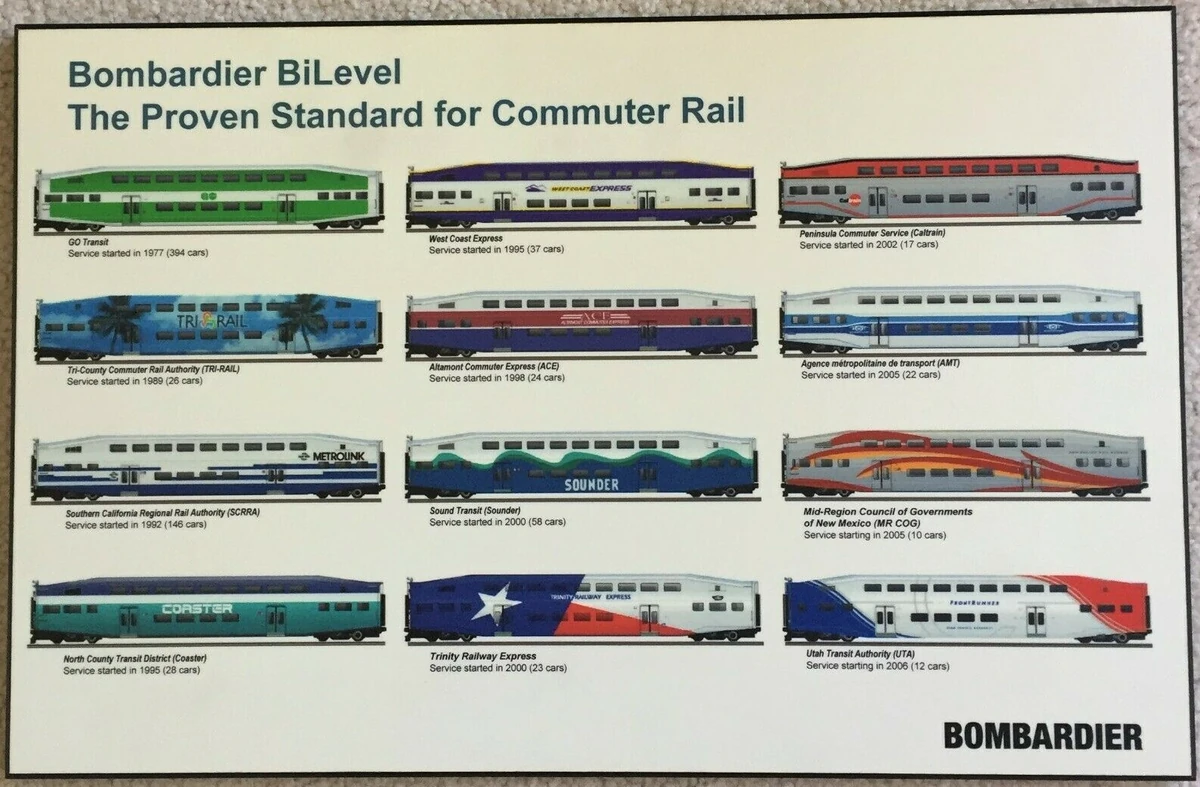 Bombardier BiLevel
The Proven Standard for Commuter Rail
GO
GO Transit
Service started in 1977 (394 cars)
WEST COAST EXPRESS
West Coast Express
Service started in 1995 (37 cars)
Caltrain
Peninsula Commuter Service (Caltrain)
Service started in 2002 (17 cars)
TRI RAIL
Tri-County Commuter Rail Authority (TRI-RAIL)
Service started in 1989 (26 cars)
ACE
ALTAMONT COMMUTER EXPRESS
Altamont Commuter Express (ACE)
Service started in 1998 (24 cars)
Agence métropolitaine de transport (AMT)
Service started in 2005 (22 cars)
METROLINK
Southern California Regional Rail Authority (SCRRA)
Service started in 1992 (146 cars)
SOUNDER
Sound Transit (Sounder)
Service started in 2000 (58 cars)
Mid-Region Council of Governments
of New Mexico (MR COG)
Service starting in 2005 (10 cars)
COASTER
North County Transit District (Coaster)
Service started in 1995 (28 cars)
TRINITY RAILWAY EXPRESS
Trinity Railway Express
Service started in 2000 (23 cars)
FRONTRUNNER
Utah Transit Authority (UTA)
Service starting in 2006 (12 cars)
BOMBARDIER